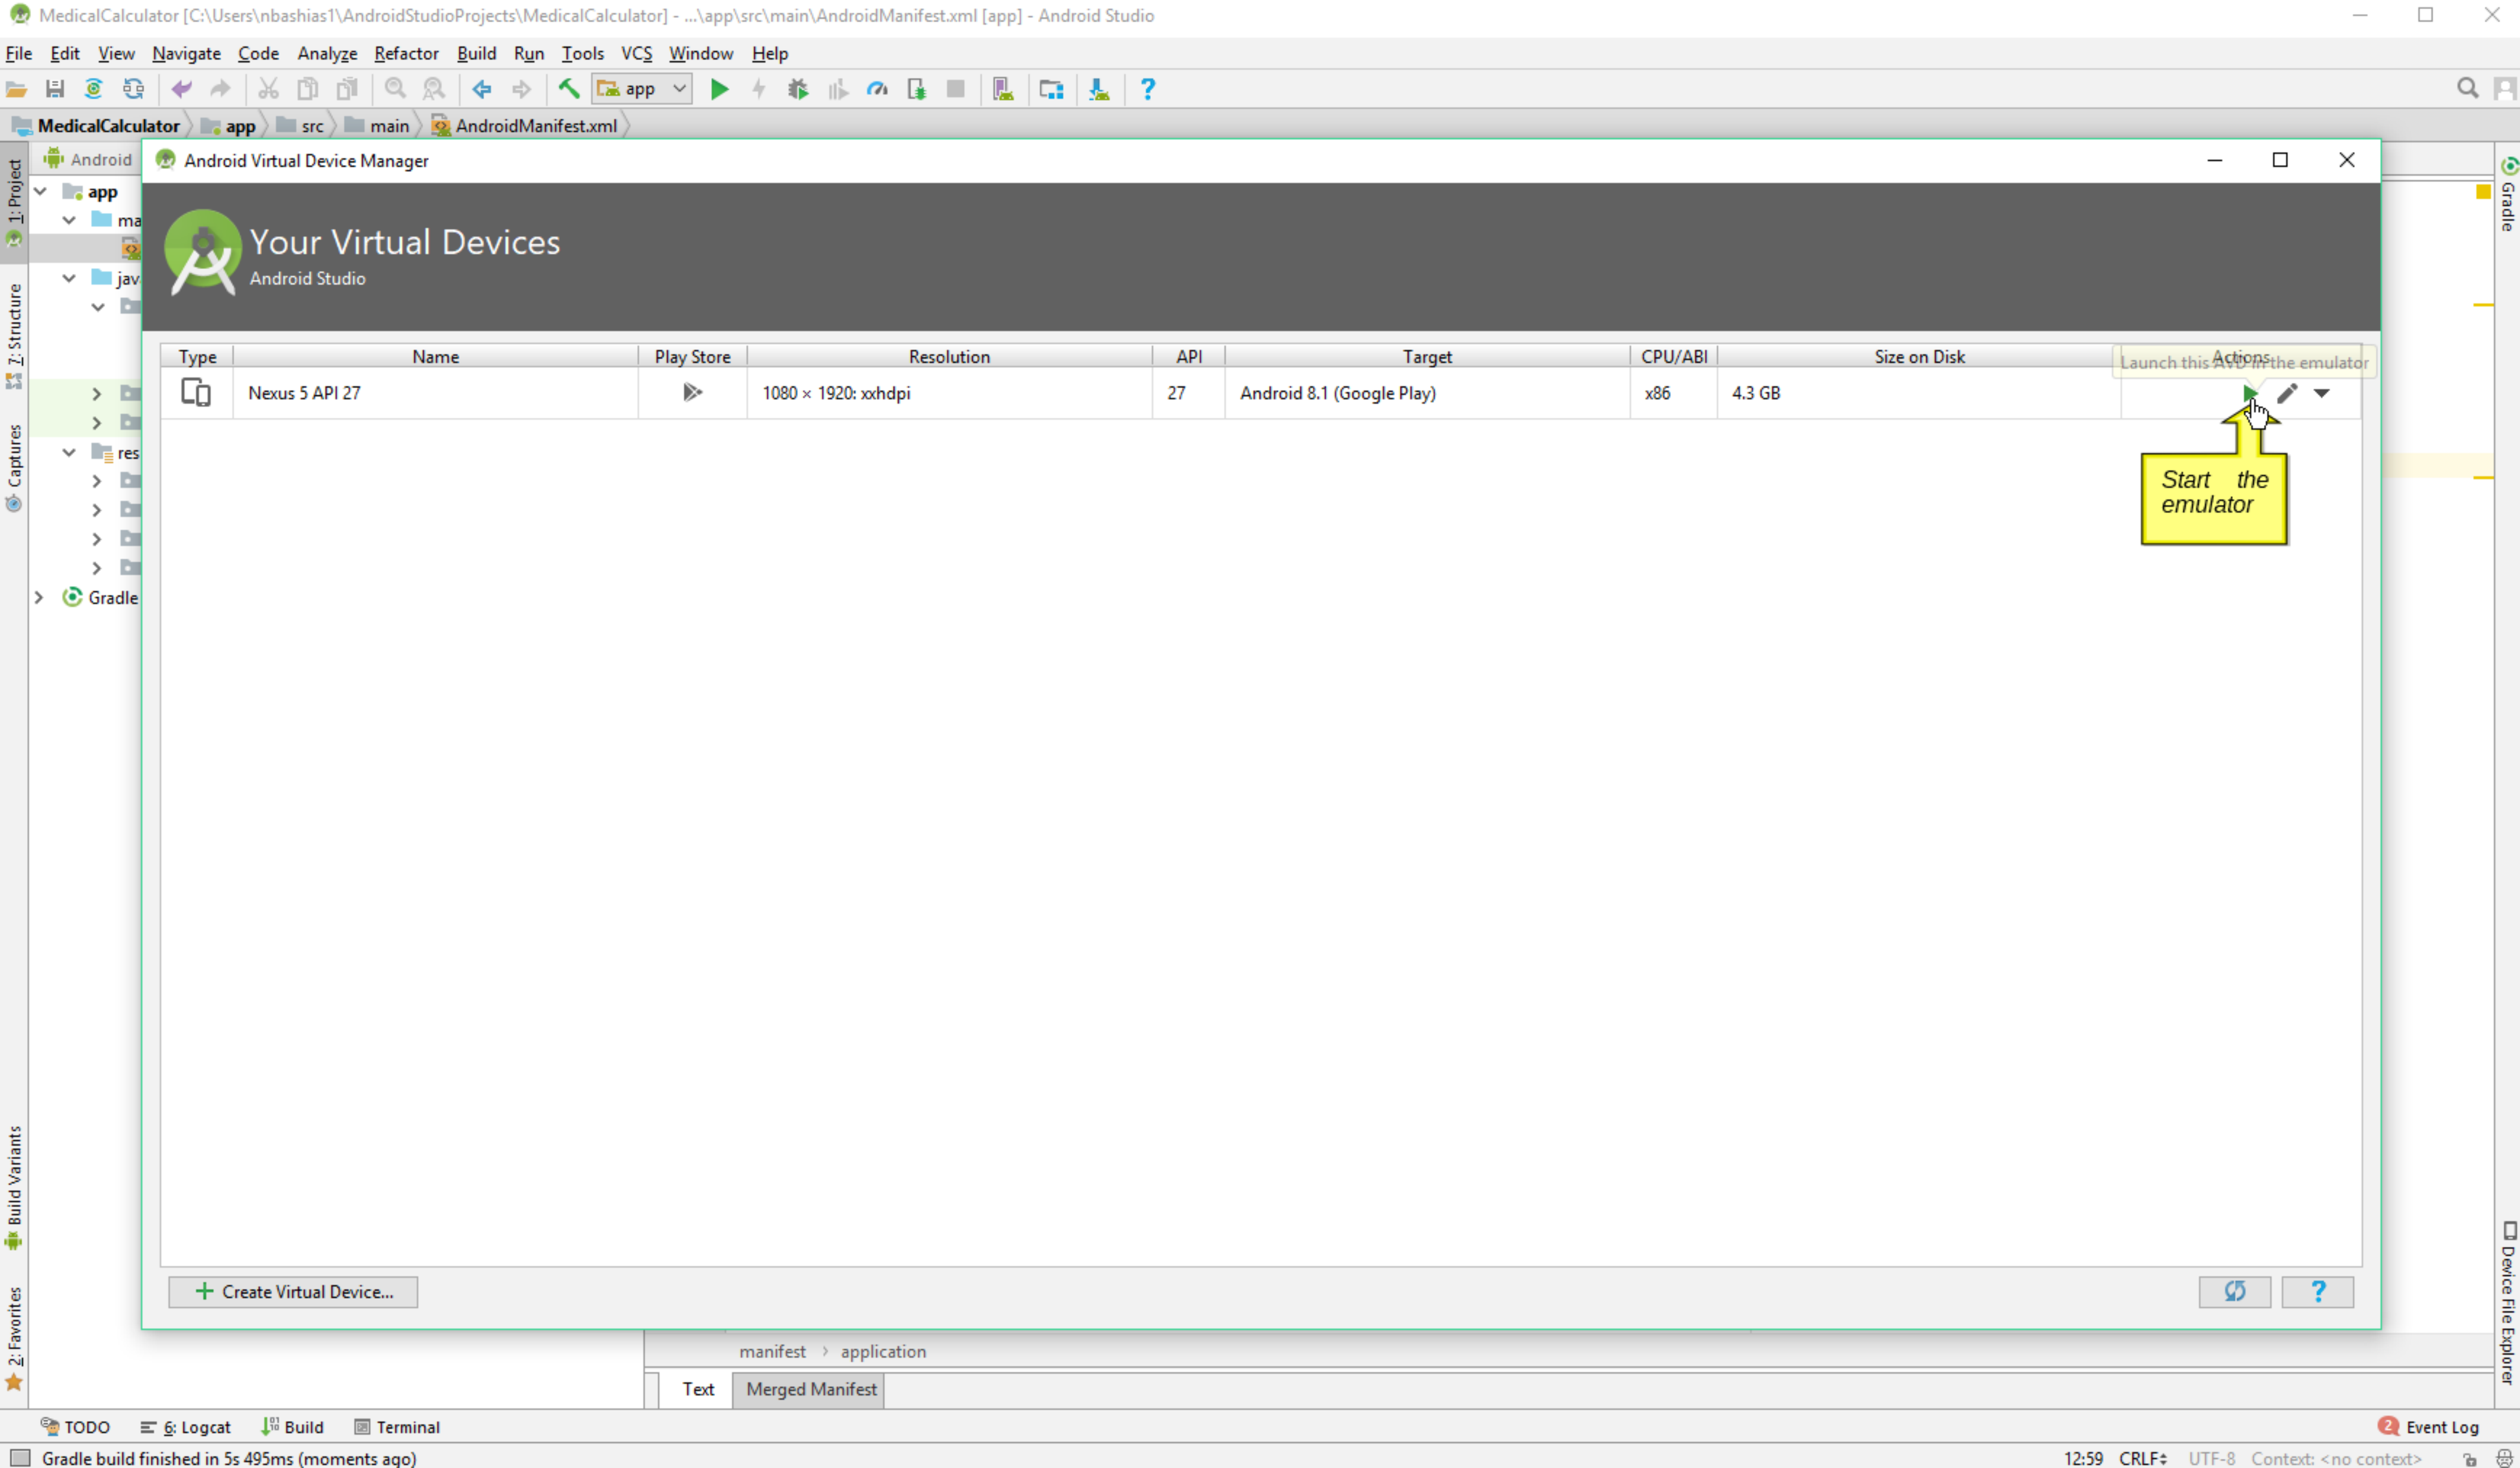 MedicalCalculator [C:\Users\nbashias1\AndroidStudioProjects\MedicalCalculator] - ...\app\src\main\AndroidManifest.xml [app] - Android Studio
File Edit View Navigate Code Analyze Refactor Build Run Tools VCS Window Help
app
MedicalCalculator app src main AndroidManifest.xml
Android
Android Virtual Device Manager
1: Project
app
ma
jav
res
Gradle
Your Virtual Devices
Android Studio
Type Name Play Store Resolution API Target CPU/ABI Size on Disk Actions
Launch this AVD in the emulator
Nexus 5 API 27 1080 × 1920: xxhdpi 27 Android 8.1 (Google Play) x86 4.3 GB
Start the
emulator
7: Structure
Captures
Build Variants
2: Favorites
Gradle
Device File Explorer
Create Virtual Device...
?
manifest › application
Text Merged Manifest
TODO 6: Logcat Build Terminal
2 Event Log
Gradle build finished in 5s 495ms (moments ago)
12:59 CRLF UTF-8 Context: <no context>